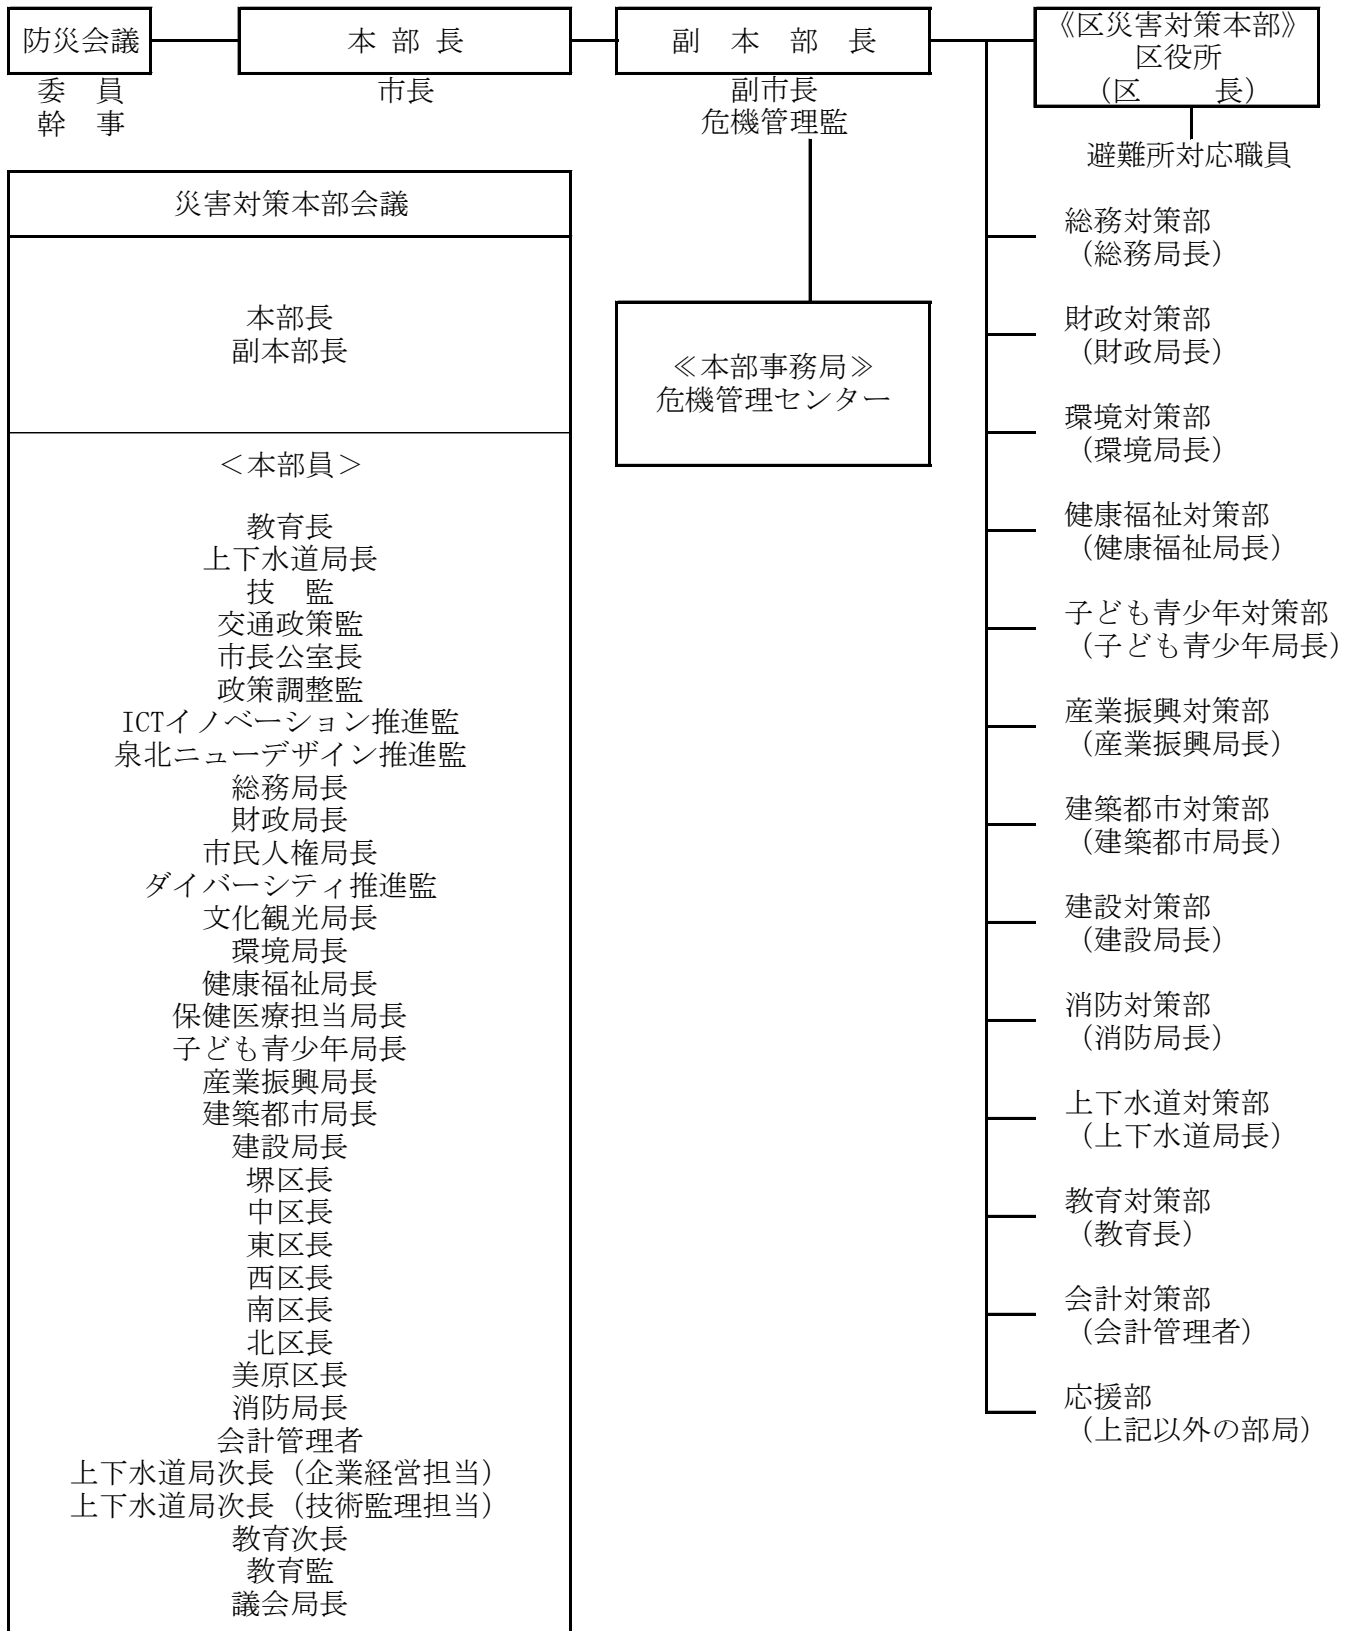 防災会議
委　員
幹　事
本 部 長
市長
副　本　部　長
副市長
危機管理監
《区災害対策本部》
区役所
（区　　長）
避難所対応職員
災害対策本部会議
本部長
副本部長
＜本部員＞
教育長
上下水道局長
技　監
交通政策監
市長公室長
政策調整監
ICTイノベーション推進監
泉北ニューデザイン推進監
総務局長
財政局長
市民人権局長
ダイバーシティ推進監
文化観光局長
環境局長
健康福祉局長
保健医療担当局長
子ども青少年局長
産業振興局長
建築都市局長
建設局長
堺区長
中区長
東区長
西区長
南区長
北区長
美原区長
消防局長
会計管理者
上下水道局次長（企業経営担当）
上下水道局次長（技術監理担当）
教育次長
教育監
議会局長
≪本部事務局≫
危機管理センター
総務対策部
（総務局長）
財政対策部
（財政局長）
環境対策部
（環境局長）
健康福祉対策部
（健康福祉局長）
子ども青少年対策部
（子ども青少年局長）
産業振興対策部
（産業振興局長）
建築都市対策部
（建築都市局長）
建設対策部
（建設局長）
消防対策部
（消防局長）
上下水道対策部
（上下水道局長）
教育対策部
（教育長）
会計対策部
（会計管理者）
応援部
（上記以外の部局）